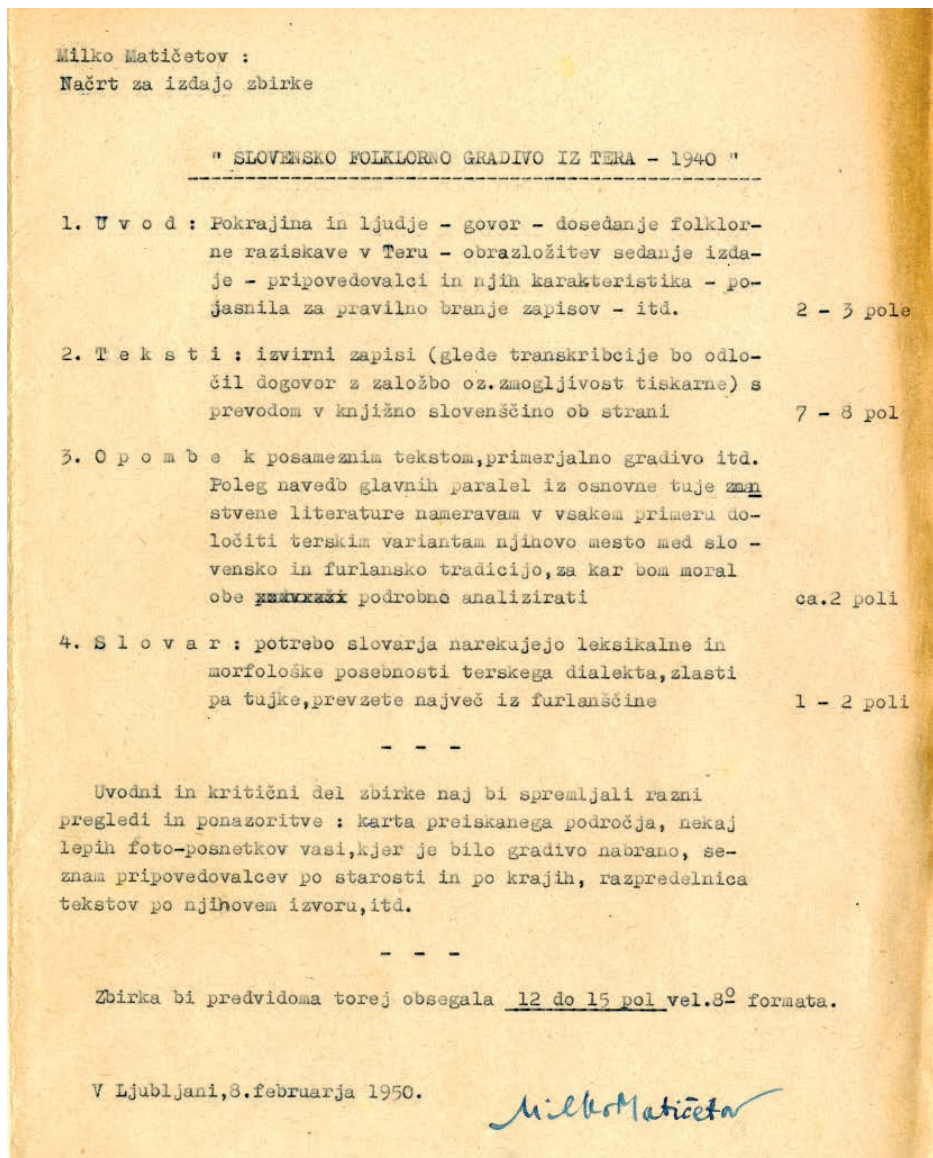 Milko Matičetov :
Načrt za izdajo zbirke
" SLOVENSKO FOLKLORNO GRADIVO IZ TERA - 1940 "
1. U v o d : Pokrajina in ljudje - govor - dosedanje folklor-
ne raziskave v Teru - obrazložitev sedanje izda-
je - pripovedovalci in njih karakteristika - po-
jasnila za pravilno branje zapisov - itd. 2 - 3 pole
2. T e k s t i : izvirni zapisi (glede transkribcije bo odlo-
čil dogovor z založbo oz.zmogljivost tiskarne) s
prevodom v knjižno slovenščino ob strani 7 - 8 pol
3. O p o m b e k posameznim tekstom,primerjalno gradivo itd.
Poleg navedb glavnih paralel iz osnovne tuje znan
stvene literature nameravam v vsakem primeru do-
ločiti terskim variantam njihovo mesto med slo -
vensko in furlansko tradicijo,za kar bom moral
obe podrobno analizirati ca.2 poli
4. S l o v a r : potrebo slovarja narekujejo leksikalne in
morfološke posebnosti terskega dialekta,zlasti
pa tujke,prevzete največ iz furlanščine 1 - 2 poli
- - -
Uvodni in kritični del zbirke naj bi spremljali razni
pregledi in ponazoritve : karta preiskanega področja, nekaj
lepih foto-posnetkov vasi,kjer je bilo gradivo nabrano, se-
znam pripovedovalcev po starosti in po krajih, razpredelnica
tekstov po njihovem izvoru,itd.
- - -
Zbirka bi predvidoma torej obsegala 12 do 15 pol vel.8º formata.
V Ljubljani,8.februarja 1950.
Milko Matičetov